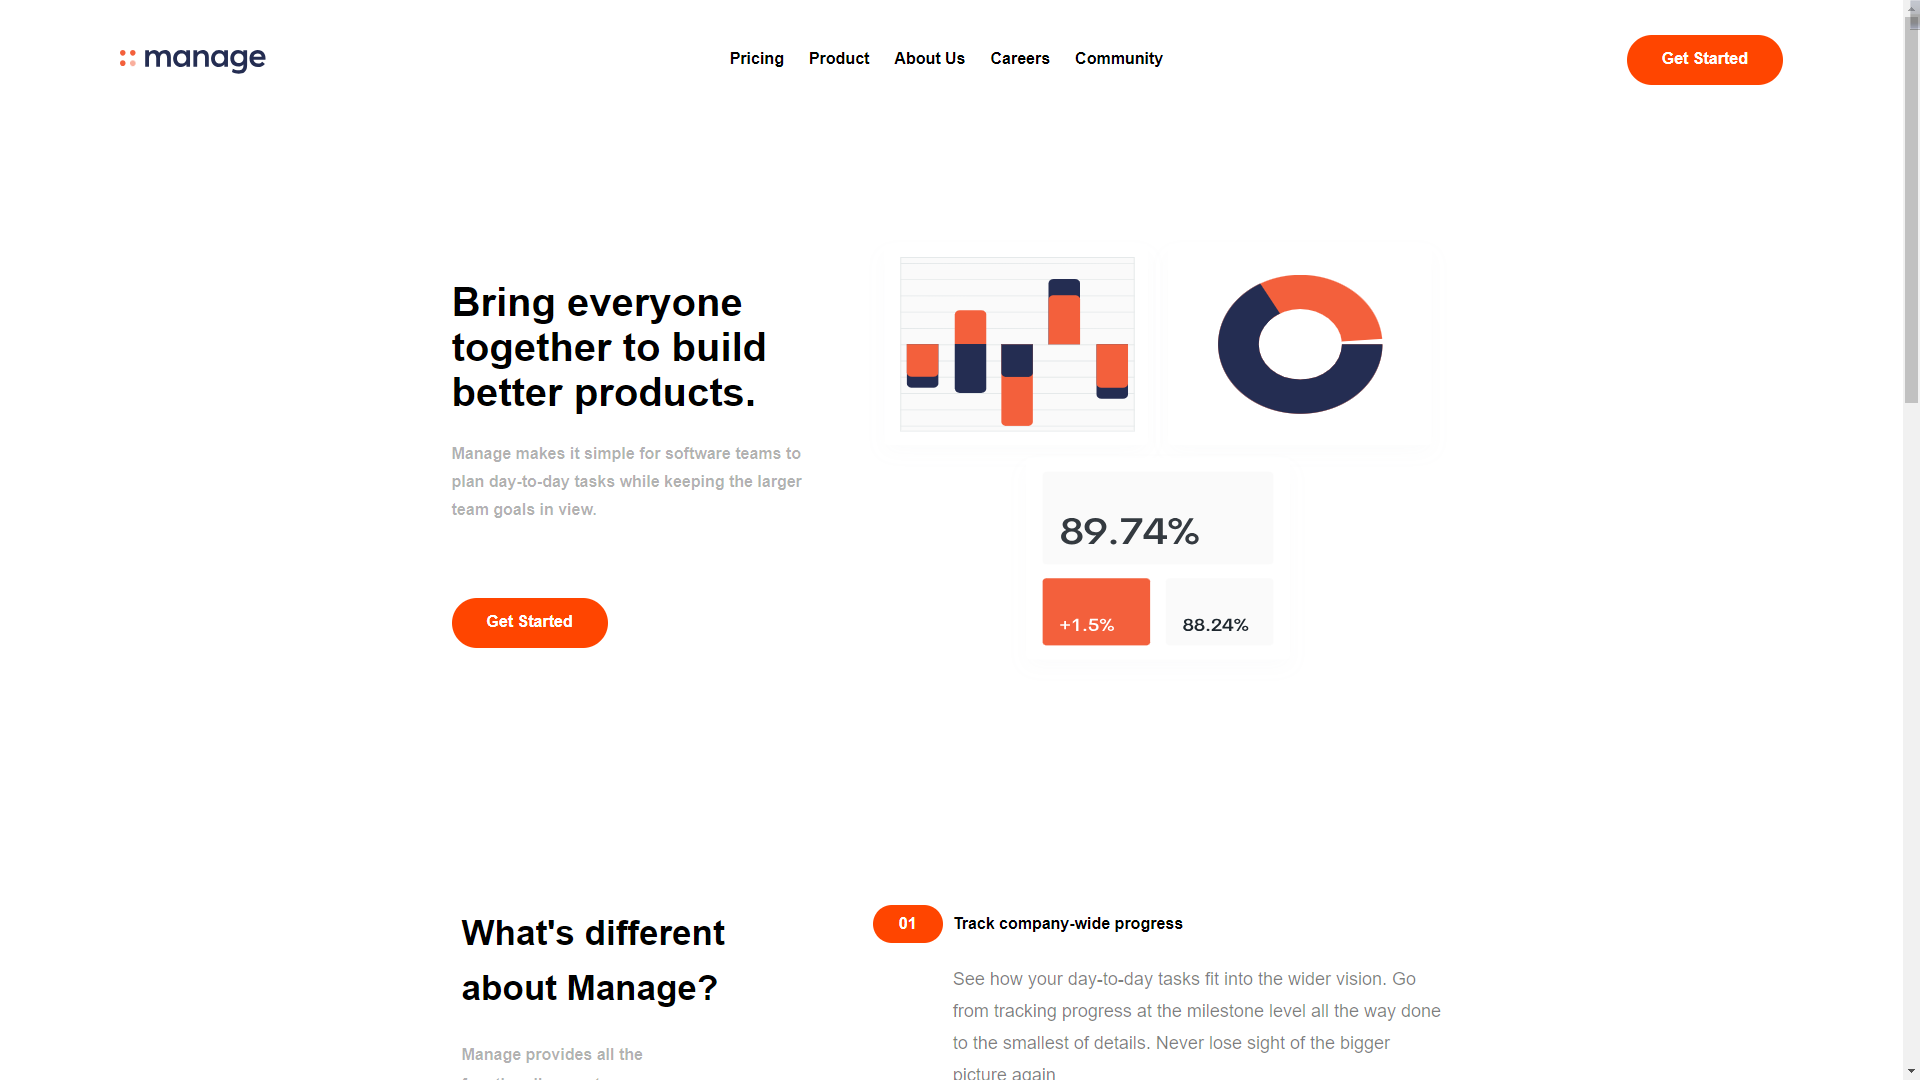 manage
Pricing Product About Us Careers Community
Get Started
Bring everyone
together to build
better products.
Manage makes it simple for software teams to
plan day-to-day tasks while keeping the larger
team goals in view.
Get Started
89.74%
+1.5% 88.24%
What's different
about Manage?
Manage provides all the
01 Track company-wide progress
See how your day-to-day tasks fit into the wider vision. Go
from tracking progress at the milestone level all the way done
to the smallest of details. Never lose sight of the bigger
picture again